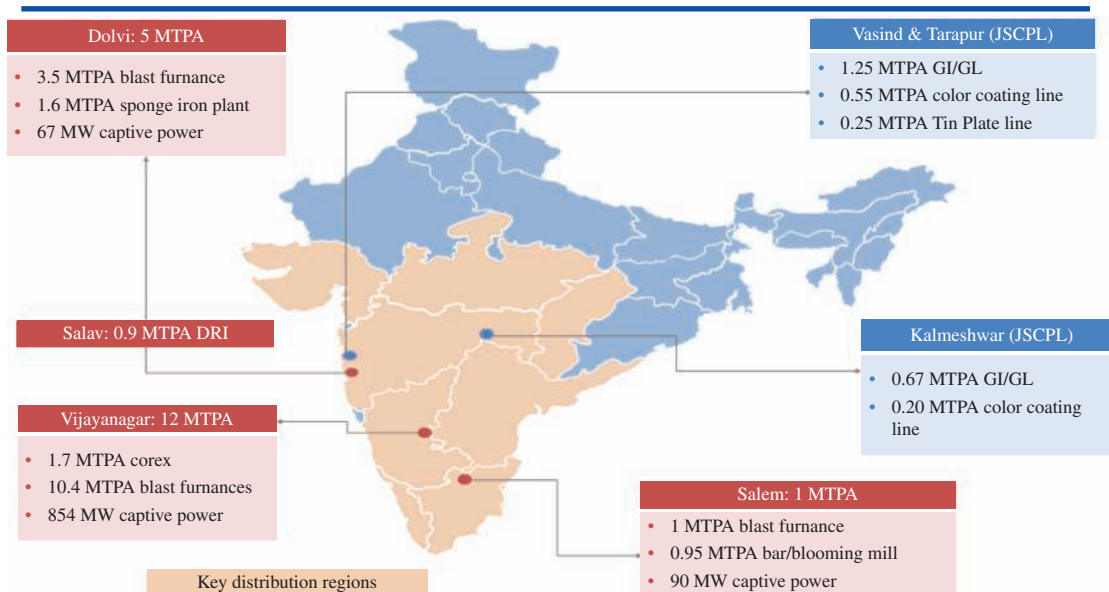 Dolvi: 5 MTPA
• 3.5 MTPA blast furnance
• 1.6 MTPA sponge iron plant
• 67 MW captive power
Vasind & Tarapur (JSCPL)
• 1.25 MTPA GI/GL
• 0.55 MTPA color coating line
• 0.25 MTPA Tin Plate line
Salav: 0.9 MTPA DRI
Kalmeshwar (JSCPL)
• 0.67 MTPA GI/GL
• 0.20 MTPA color coating
line
Vijayanagar: 12 MTPA
• 1.7 MTPA corex
• 10.4 MTPA blast furnances
• 854 MW captive power
Salem: 1 MTPA
• 1 MTPA blast furnance
• 0.95 MTPA bar/blooming mill
• 90 MW captive power
Key distribution regions